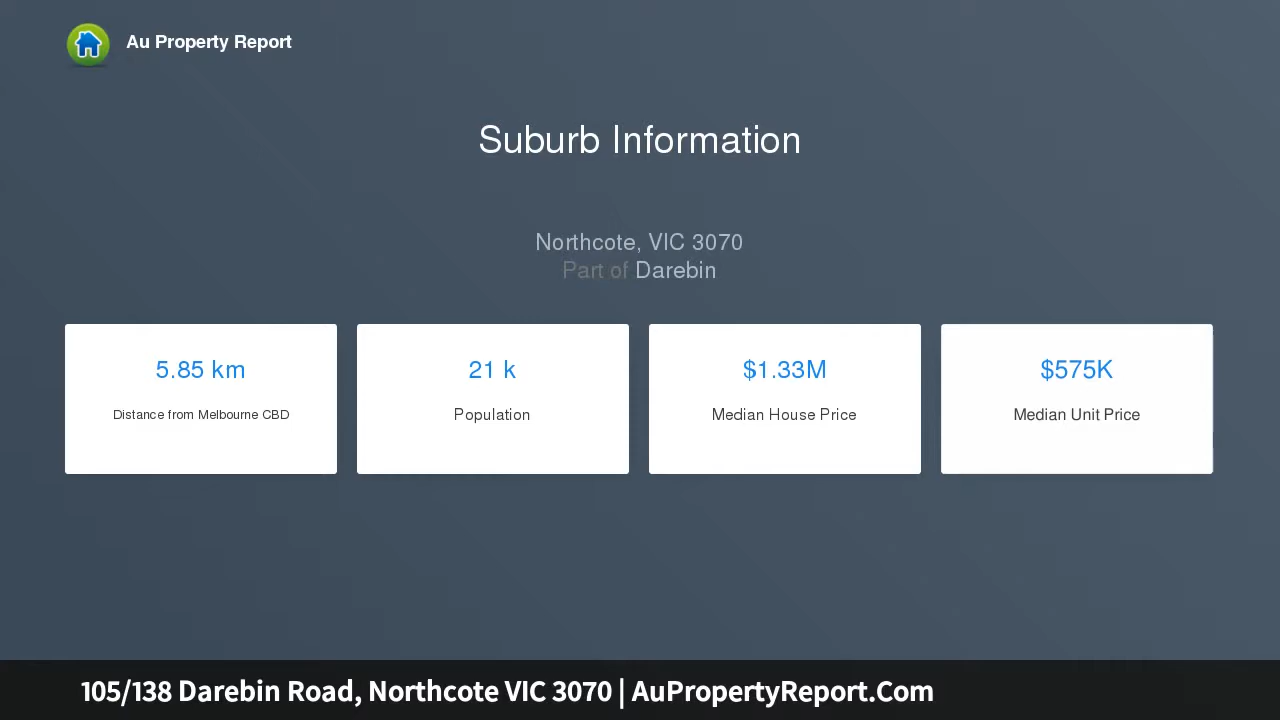 Au Property Report
Suburb Information
Northcote, VIC 3070
Part of Darebin
5.85 km
Distance from Melbourne CBD
21 k
Population
$1.33M
Median House Price
$575K
Median Unit Price
105/138 Darebin Road, Northcote VIC 3070 | AuPropertyReport.Com